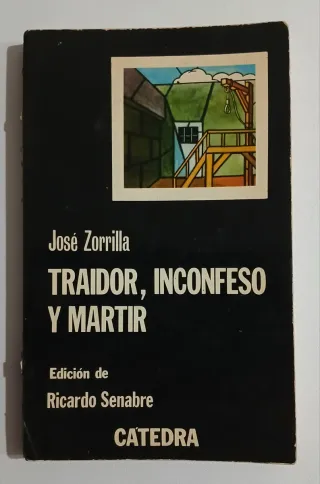 José Zorrilla
TRAIDOR, INCONFESO
Y MARTIR
Edición de
Ricardo Senabre
CATEDRA